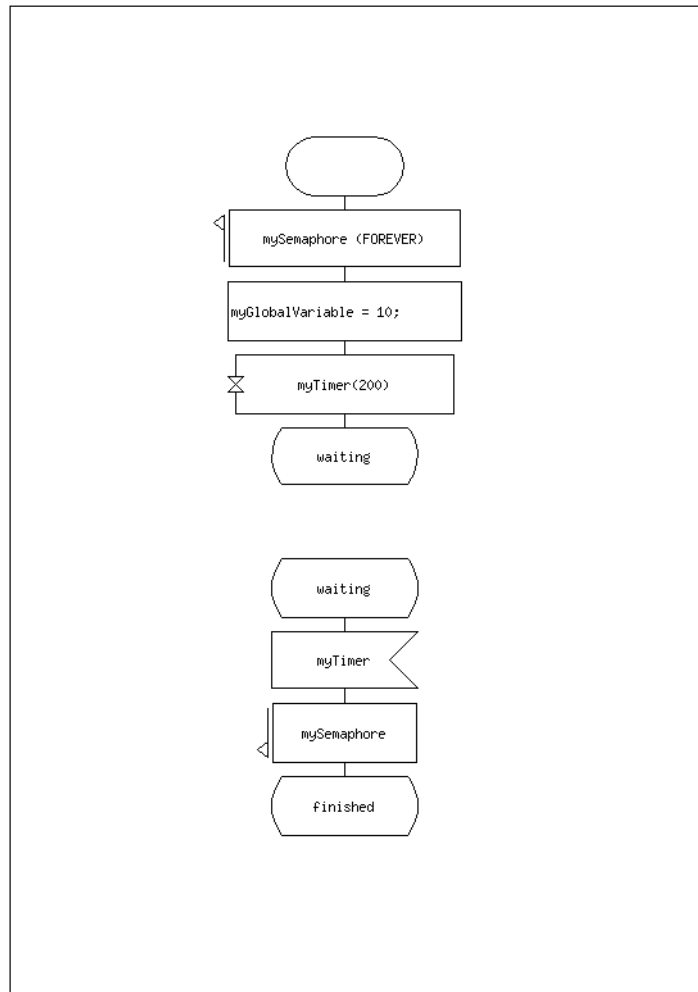 mySemaphore (FOREVER)
myGlobalVariable = 10;
myTimer(200)
waiting
waiting
myTimer
mySemaphore
finished